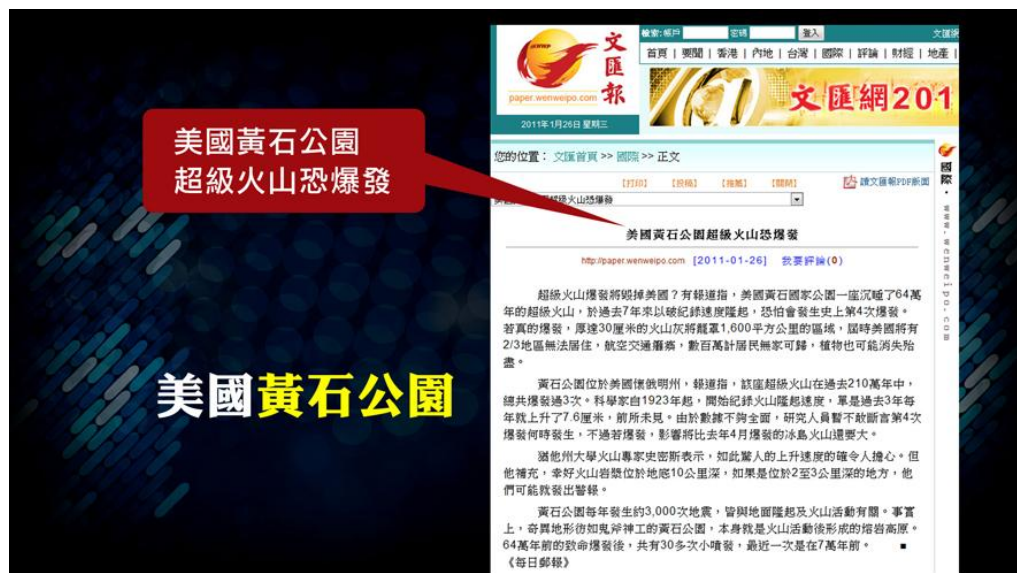 美國黃石公園
超級火山恐爆發
美國黃石公園
文匯報
paper.wenweipo.com
2011年1月26日 星期三
檢索:帳戶 密碼 登入
首頁 | 要聞 | 香港 | 內地 | 台灣 | 國際 | 評論 | 財經 | 地產 |
文匯網201
您的位置： 文匯首頁 >> 國際 >> 正文
[打印] [投稿] [推薦] [關閉] 讀文匯報PDF版面
美國黃石公園超級火山恐爆發
http://paper.wenweipo.com [2011-01-26] 我要評論(0)
超級火山爆發將毀掉美國？有報道指，美國黃石國家公園一座沉睡了64萬
年的超級火山，於過去7年來以破紀錄速度隆起，恐怕會發生史上第4次爆發。
若真的爆發，厚達30厘米的火山灰將籠罩1,600平方公里的區域，屆時美國將有
2/3地區無法居住，航空交通癱瘓，數百萬計居民無家可歸，植物也可能消失殆
盡。
黃石公園位於美國懷俄明州，報道指，該座超級火山在過去210萬年中，
總共爆發過3次。科學家自1923年起，開始紀錄火山隆起速度，單是過去3年每
年就上升了7.6厘米，前所未見。由於數據不夠全面，研究人員暫不敢斷言第4次
爆發何時發生，不過若爆發，影響將比去年4月爆發的冰島火山還要大。
猶他州大學火山專家史密斯表示，如此驚人的上升速度的確令人擔心。但
他補充，幸好火山岩漿位於地底10公里深，如果是位於2至3公里深的地方，他
們可能就發出警報。
黃石公園每年發生約3,000次地震，皆與地面隆起及火山活動有關。事實
上，奇異地形彷如鬼斧神工的黃石公園，本身就是火山活動後形成的熔岩高原。
64萬年前的致命爆發後，共有30多次小噴發，最近一次是在7萬年前。 ■
《每日郵報》
國際・www.wenweipo.com